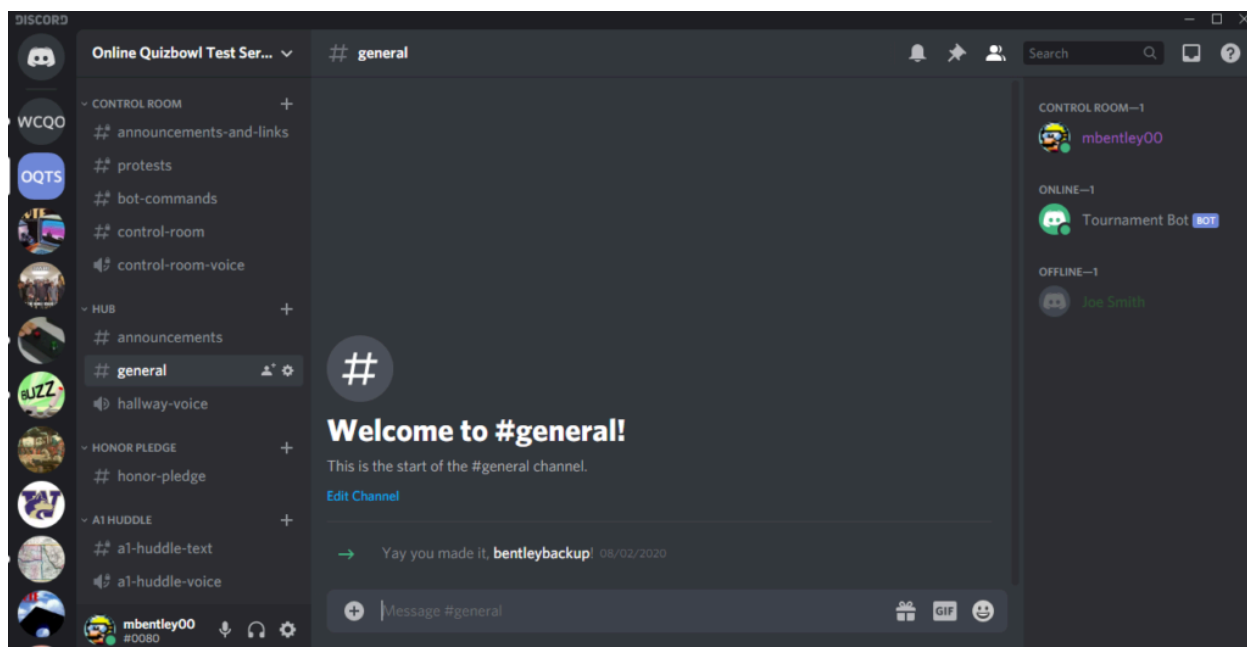 DISCORD
WCQO
OQTS
BUZZ
Online Quizbowl Test Ser...
CONTROL ROOM
announcements-and-links
protests
bot-commands
control-room
control-room-voice
HUB
announcements
general
hallway-voice
HONOR PLEDGE
honor-pledge
A1 HUDDLE
a1-huddle-text
a1-huddle-voice
mbentley00
#0080
# general
Search
#
Welcome to #general!
This is the start of the #general channel.
Edit Channel
Yay you made it, bentleybackup! 08/02/2020
Message #general
GIF
CONTROL ROOM—1
mbentley00
ONLINE—1
Tournament Bot BOT
OFFLINE—1
Joe Smith